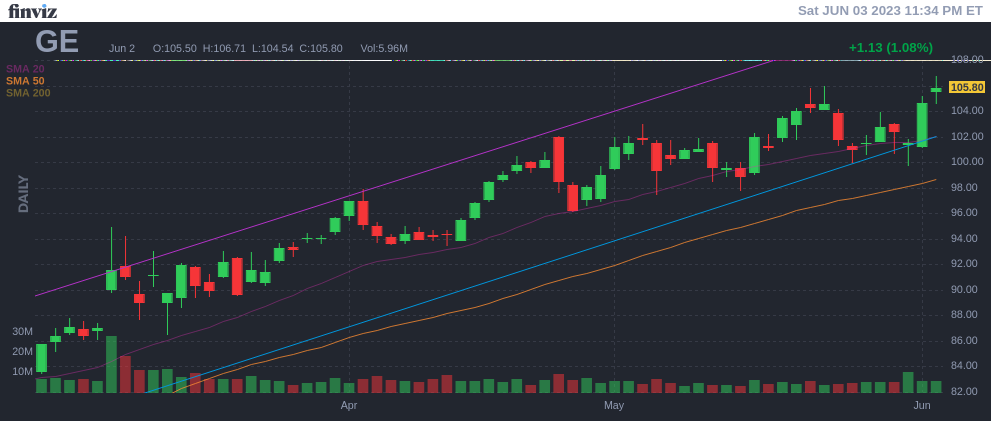 finviz
Sat JUN 03 2023 11:34 PM ET
GE
Jun 2 O:105.50 H:106.71 L:104.54 C:105.80 Vol:5.96M
+1.13 (1.08%)
SMA 20
SMA 50
SMA 200
DAILY
108.00
105.80
104.00
102.00
100.00
98.00
96.00
94.00
92.00
90.00
88.00
86.00
84.00
82.00
30M
20M
10M
Apr
May
Jun